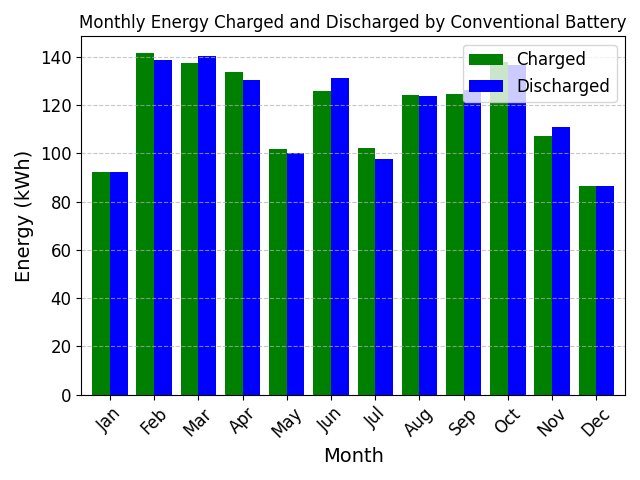 Monthly Energy Charged and Discharged by Conventional Battery
Charged
Discharged
Energy (kWh)
140
120
100
80
60
40
20
0
Jan
Feb
Mar
Apr
May
Jun
Jul
Aug
Sep
Oct
Nov
Dec
Month